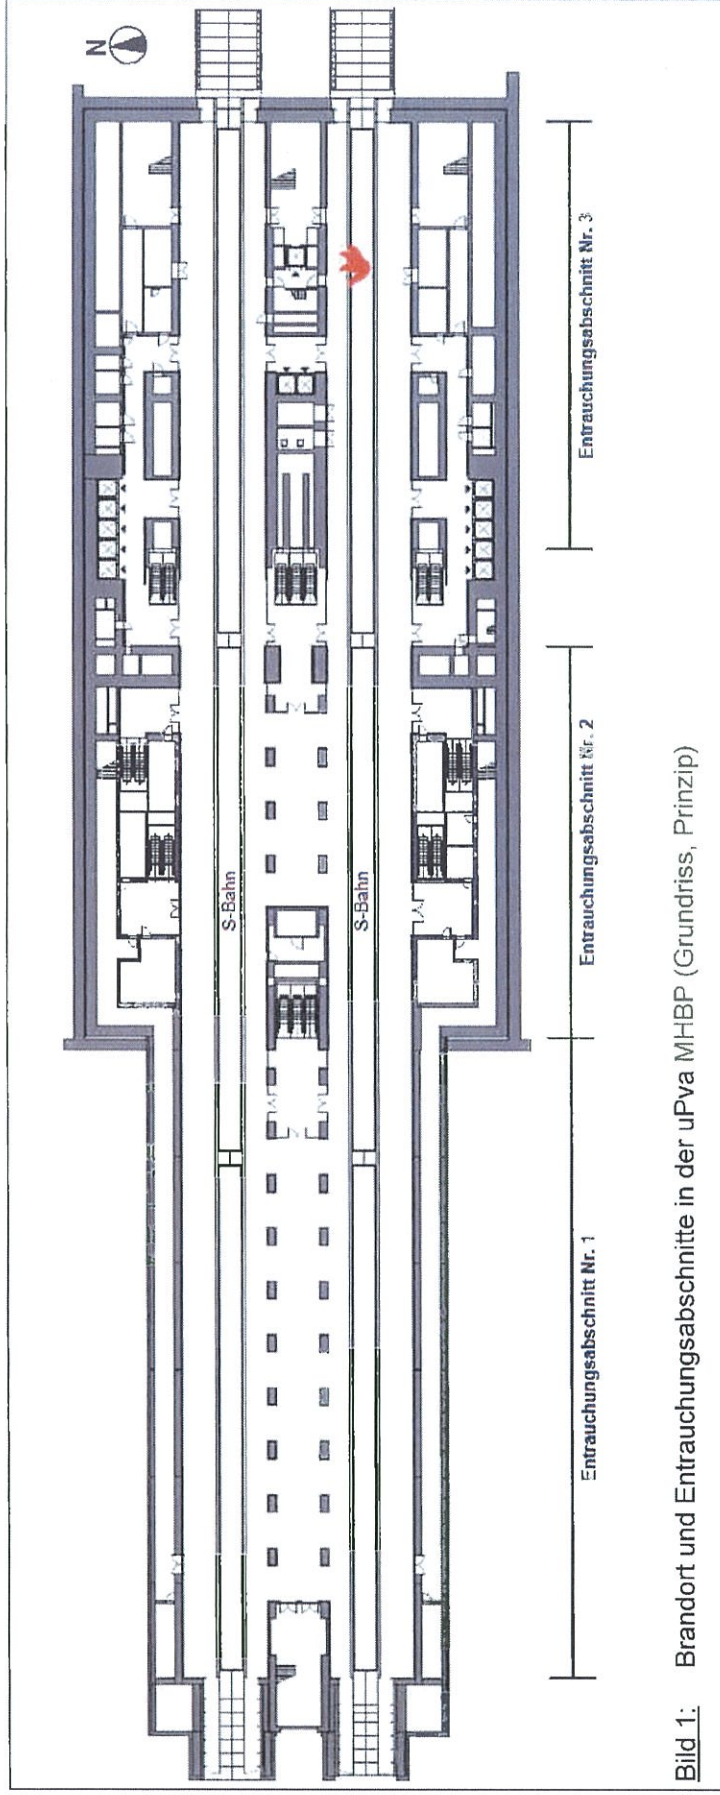 N
S-Bahn
S-Bahn
Entrauchungsabschnitt Nr. 1
Entrauchungsabschnitt Nr. 2
Entrauchungsabschnitt Nr. 3
Bild 1: Brandort und Entrauchungsabschnitte in der uPva MHBP (Grundriss, Prinzip)